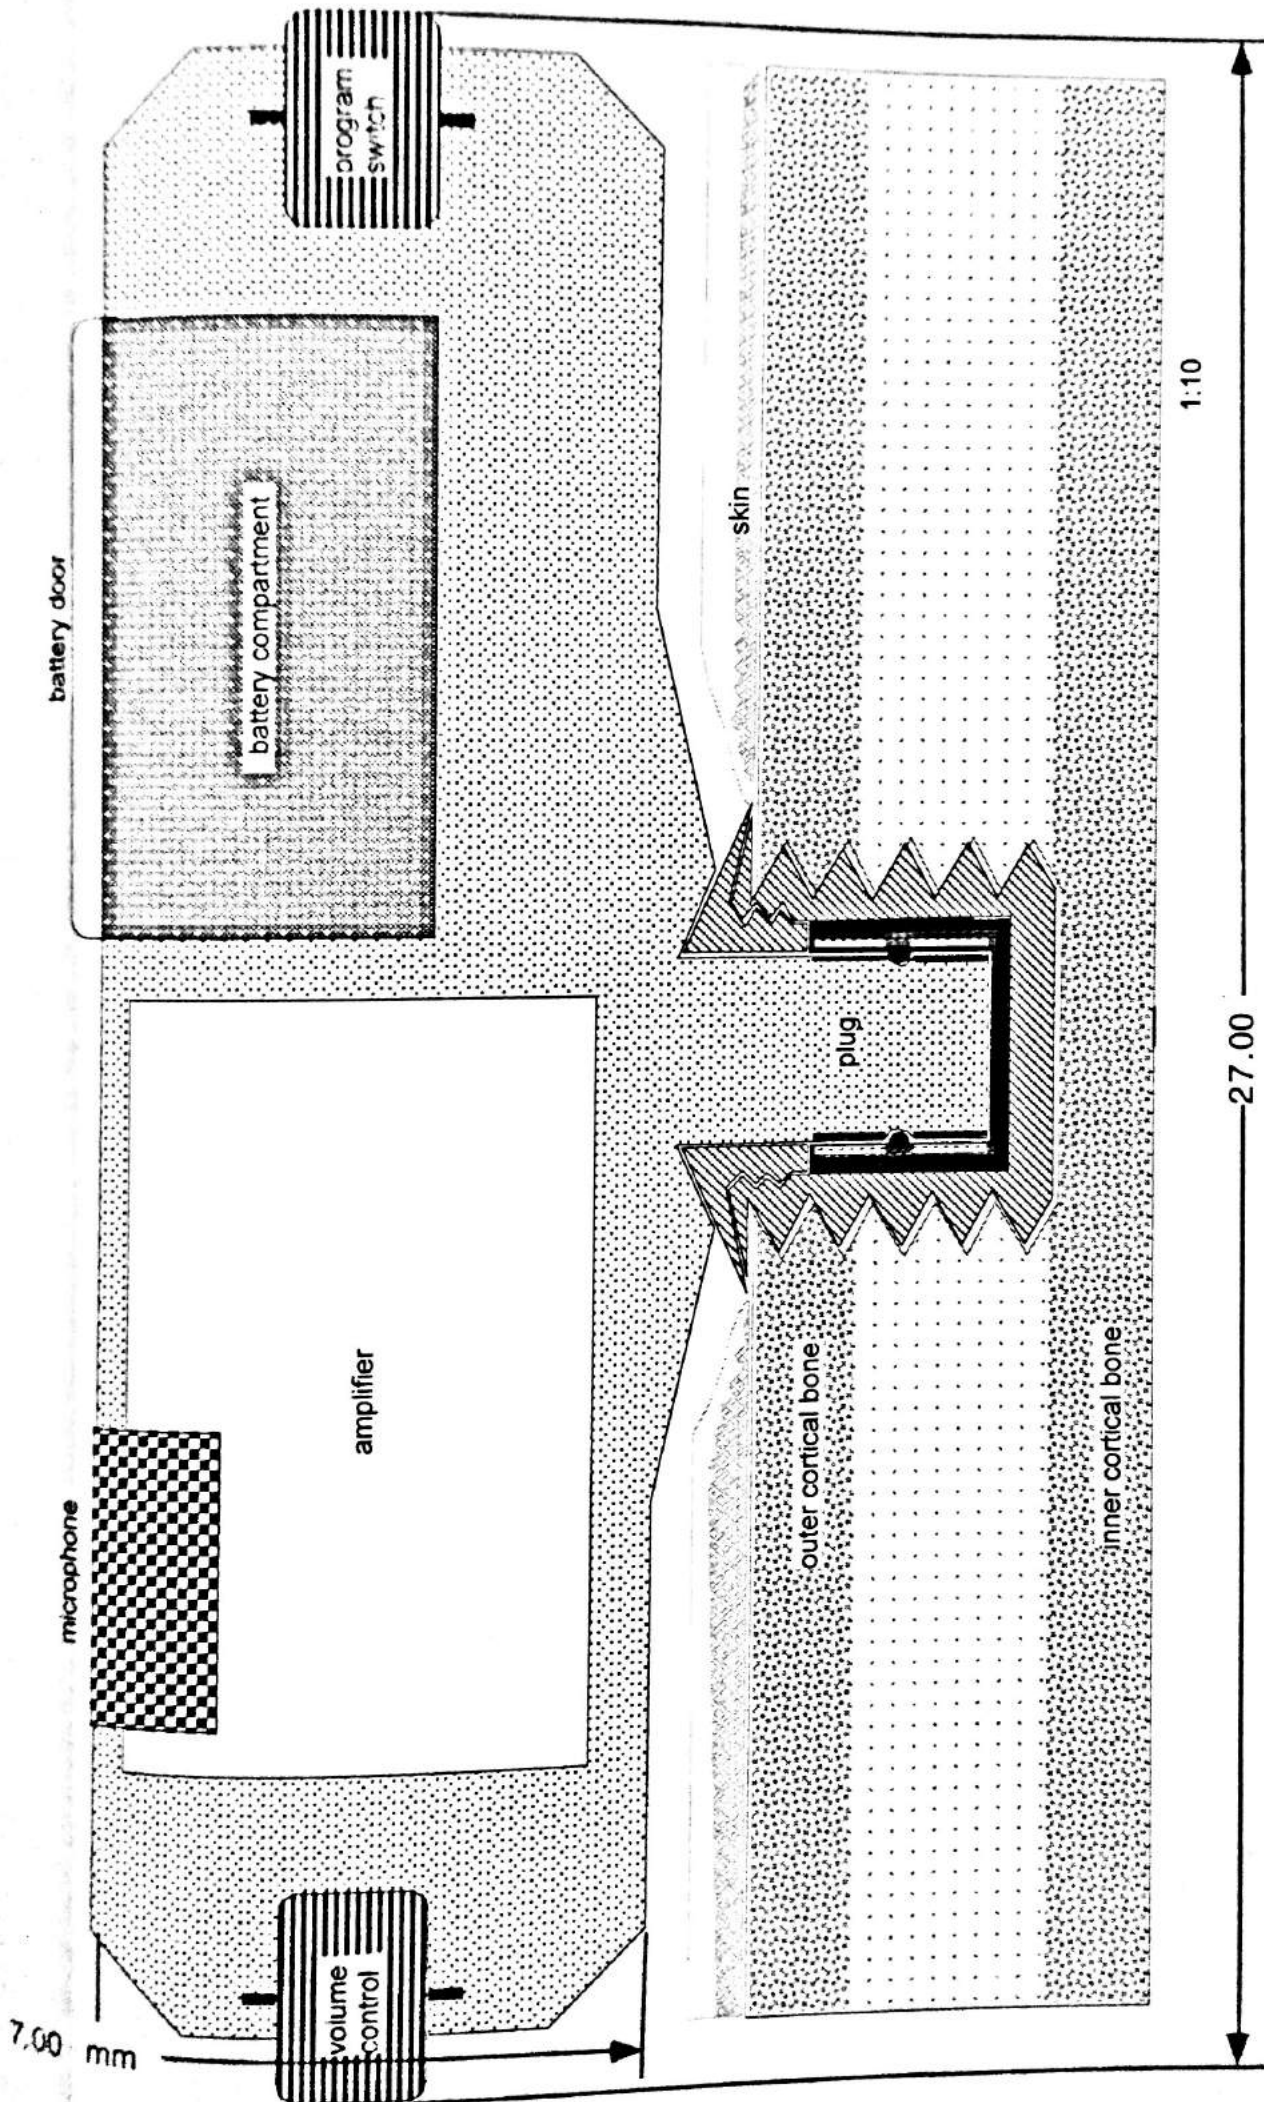 battery door
microphone
program
switch
battery compartment
amplifier
volume
control
skin
plug
outer cortical bone
inner cortical bone
1:10
27.00
7.00 mm